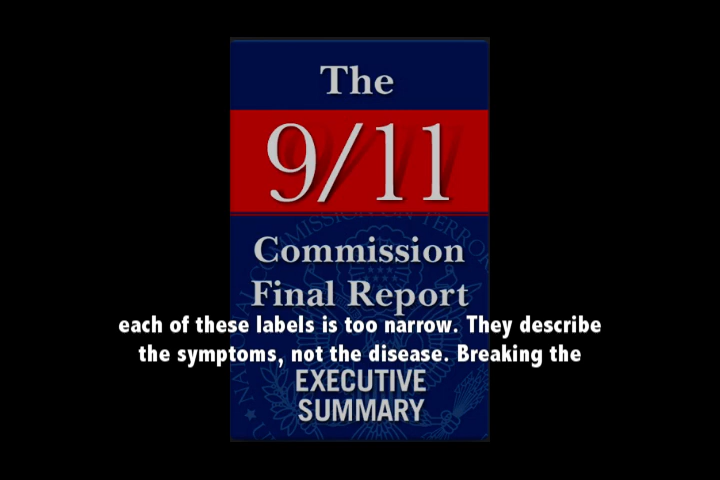 The
9/11
Commission
Final Report
each of these labels is too narrow. They describe
the symptoms, not the disease. Breaking the
EXECUTIVE
SUMMARY